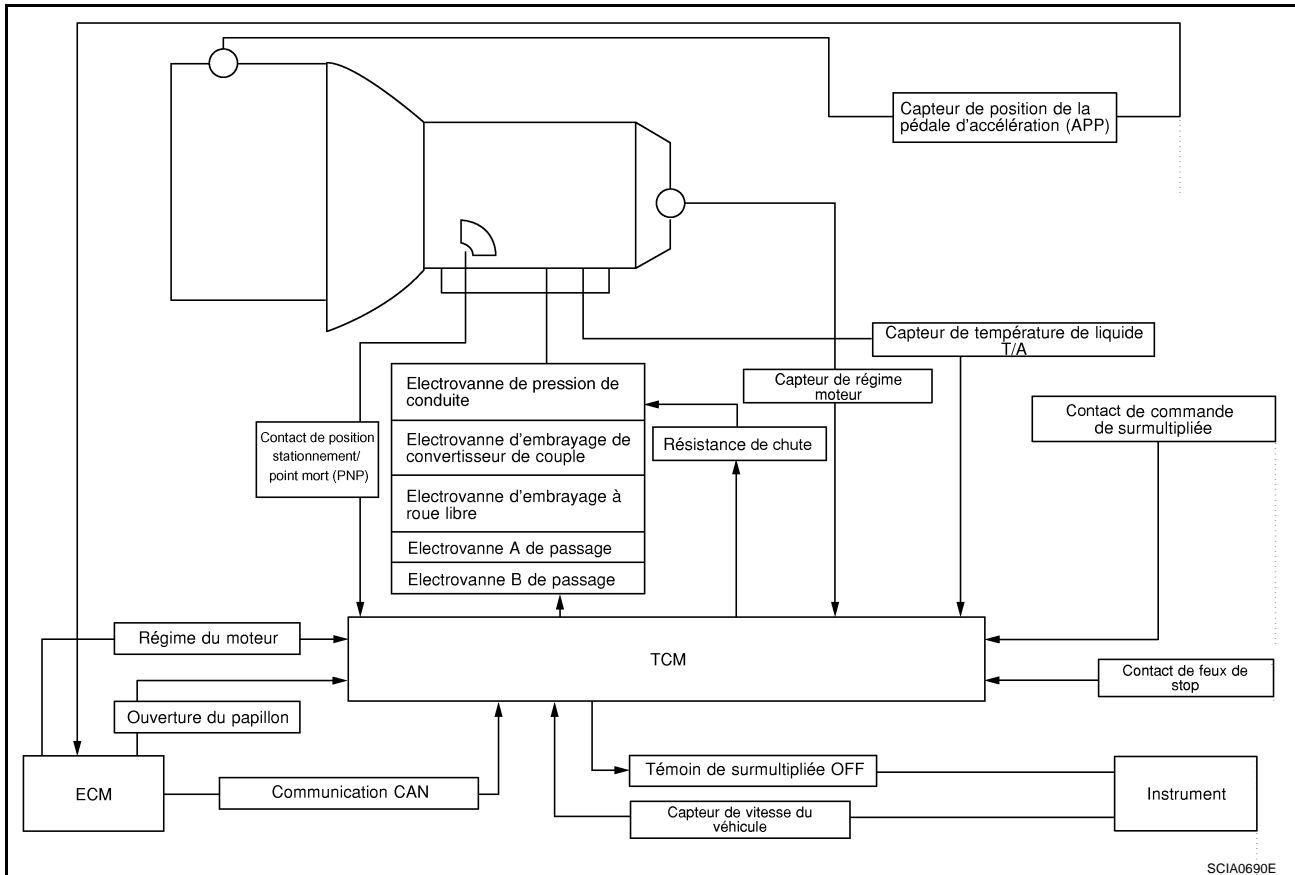 Capteur de position de la
pédale d'accélération (APP)
Capteur de température de liquide
T/A
Electrovanne de pression de
conduite
Capteur de régime
moteur
Contact de commande
de surmultipliée
Contact de position
stationnement/
point mort (PNP)
Electrovanne d'embrayage de
convertisseur de couple
Résistance de chute
Electrovanne d'embrayage à
roue libre
Electrovanne A de passage
Electrovanne B de passage
Régime du moteur
TCM
Contact de feux de
stop
Ouverture du papillon
ECM
Communication CAN
Témoin de surmultipliée OFF
Instrument
Capteur de vitesse du
véhicule
SCIA0690E